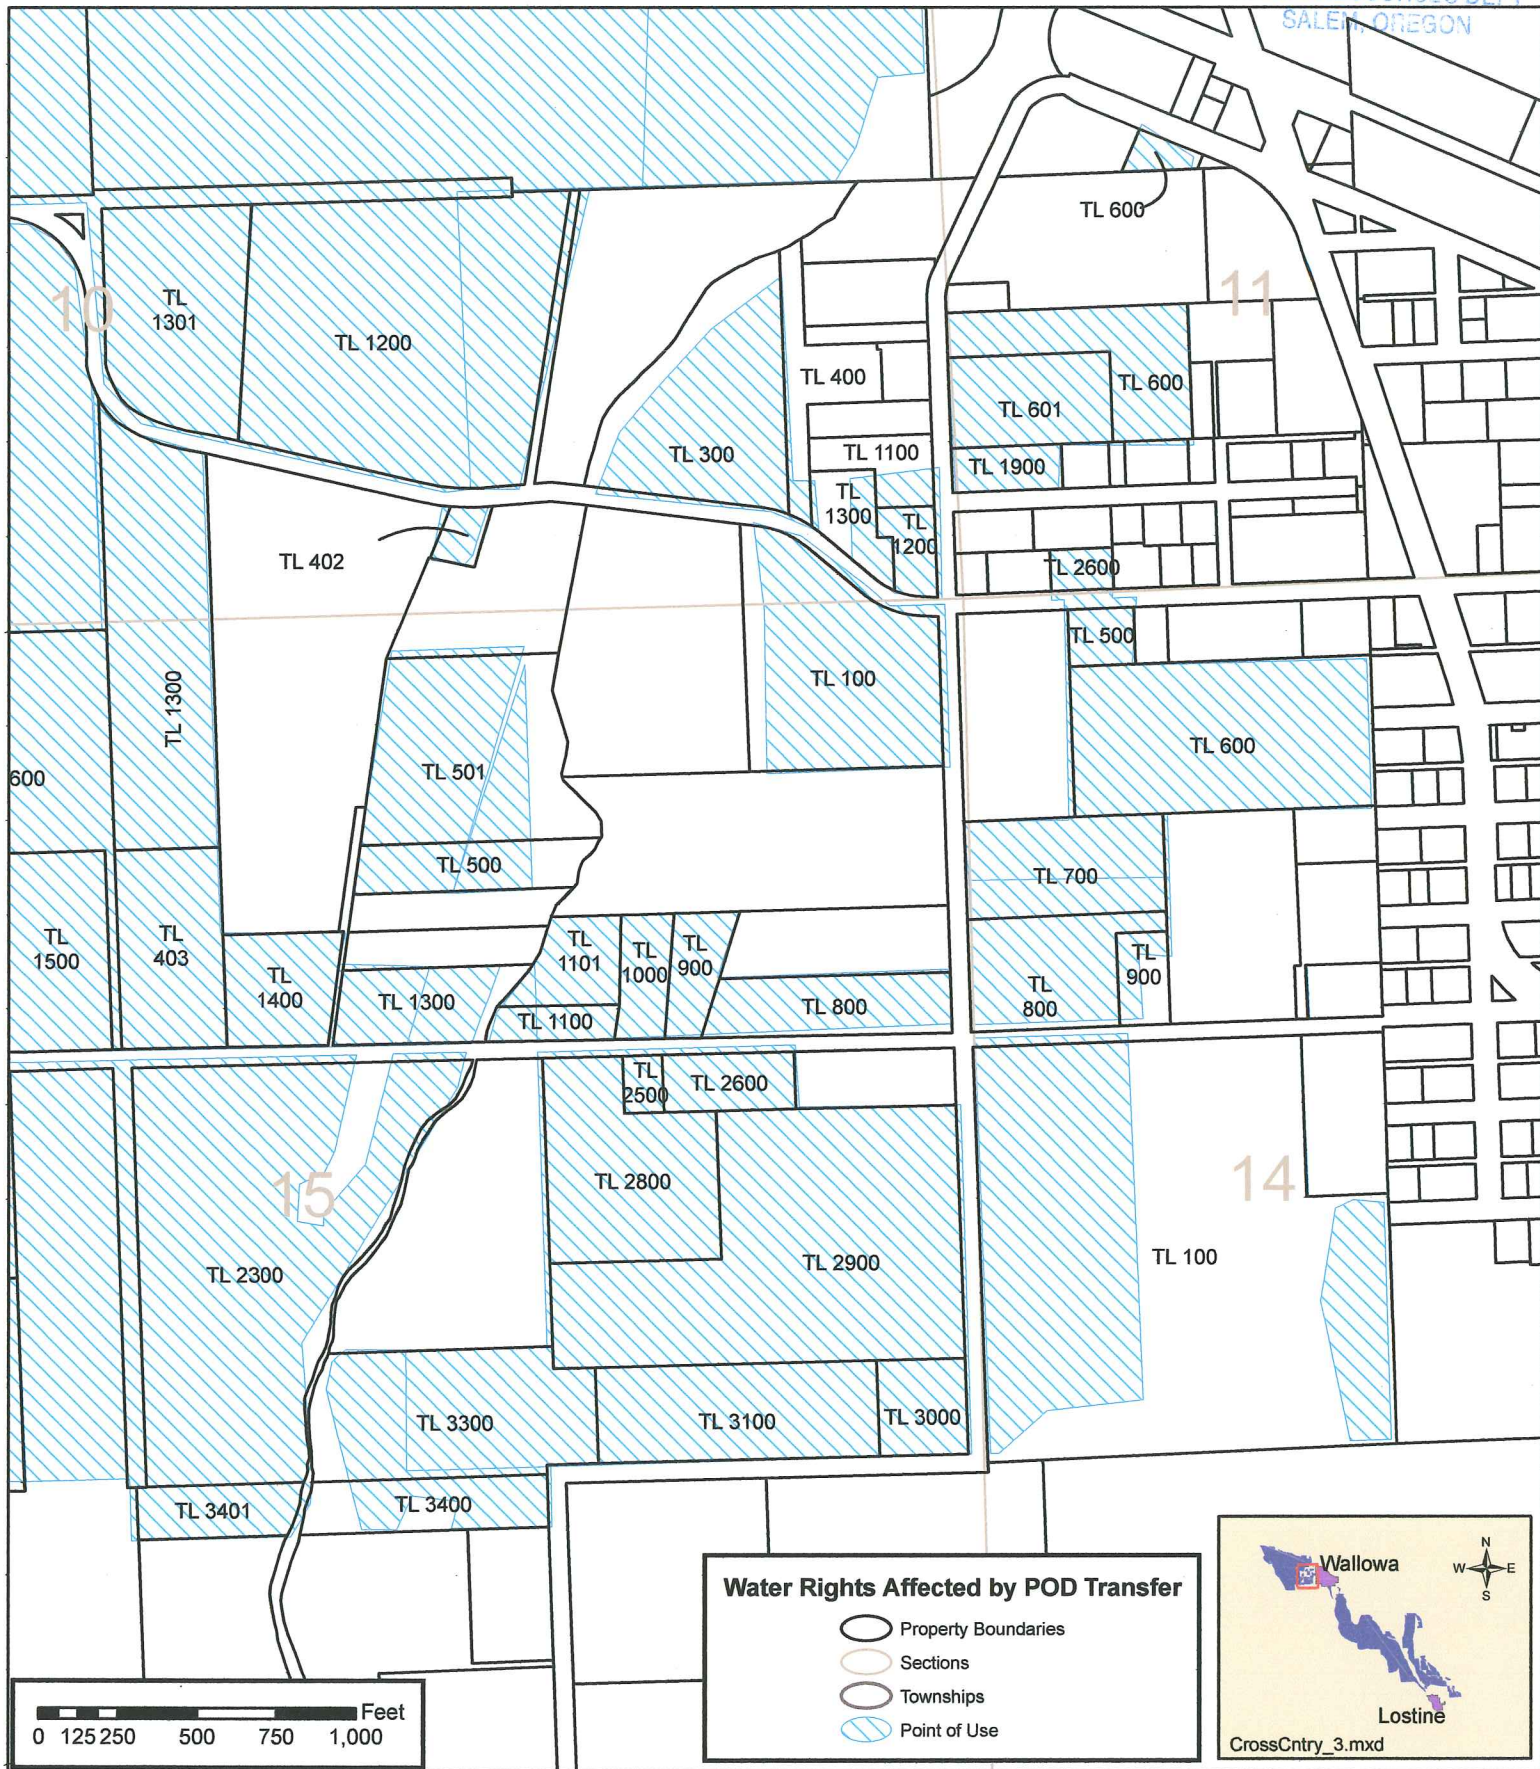 SALEM, OREGON
TL 600
10
11
TL
1301
TL 1200
TL 400
TL 600
TL 601
TL 300
TL 1100
TL 1900
TL
1300
TL
1200
TL 402
TL 2600
TL 500
TL 100
TL 1300
TL 600
600
TL 501
TL 500
TL 700
TL
1500
TL
403
TL
1101
TL
1000
TL
900
TL
900
TL
1400
TL 1300
TL 800
TL
800
TL 1100
TL
2500
TL 2600
TL 2800
15
14
TL 2300
TL 2900
TL 100
TL 3300
TL 3100
TL 3000
TL 3401
TL 3400
Water Rights Affected by POD Transfer
Property Boundaries
Sections
Townships
Point of Use
Feet
0 125 250 500 750 1,000
Wallowa
N
W E
S
Lostine
CrossCntry_3.mxd